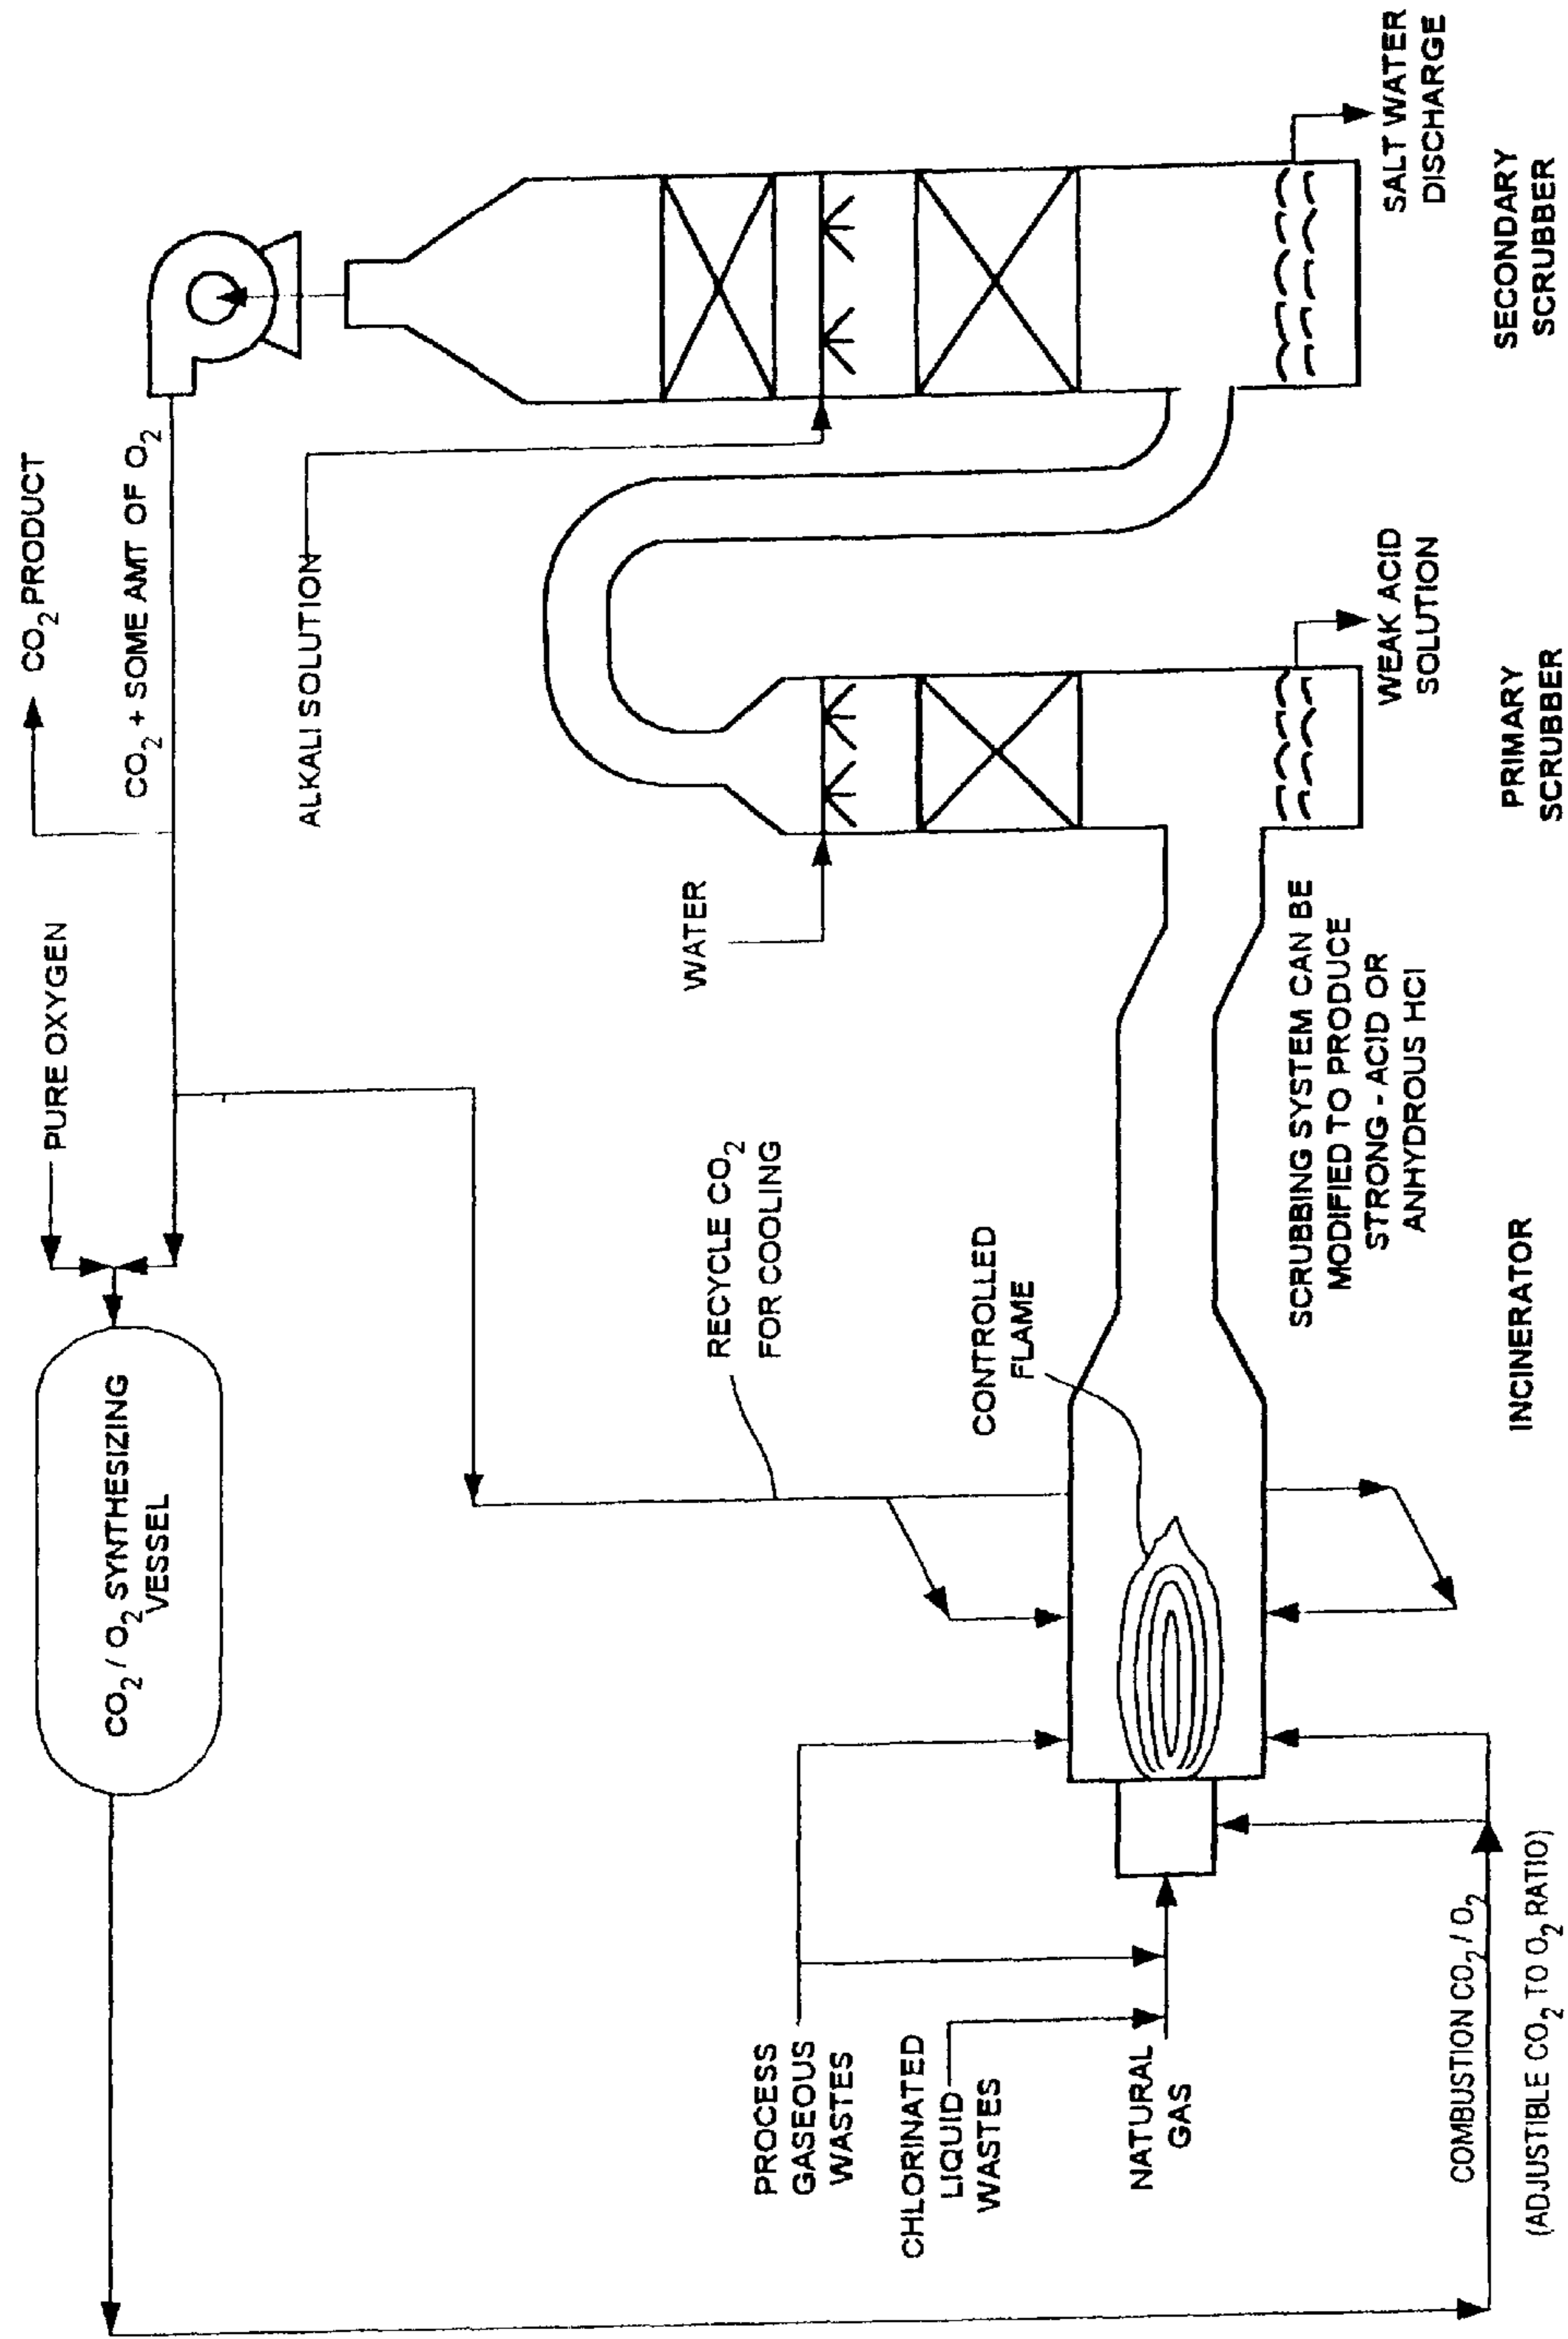 PURE OXYGEN
CO2 PRODUCT
CO2 / O2 SYNTHESIZING
VESSEL
CO2 + SOME AMT OF O2
ALKALI SOLUTION
WATER
RECYCLE CO2
FOR COOLING
CONTROLLED
FLAME
PROCESS
GASEOUS
WASTES
CHLORINATED
LIQUID
WASTES
NATURAL
GAS
COMBUSTION CO2 / O2
(ADJUSTIBLE CO2 TO O2 RATIO)
SCRUBBING SYSTEM CAN BE
MODIFIED TO PRODUCE
STRONG - ACID OR
ANHYDROUS HCl
WEAK ACID
SOLUTION
SALT WATER
DISCHARGE
INCINERATOR
PRIMARY
SCRUBBER
SECONDARY
SCRUBBER